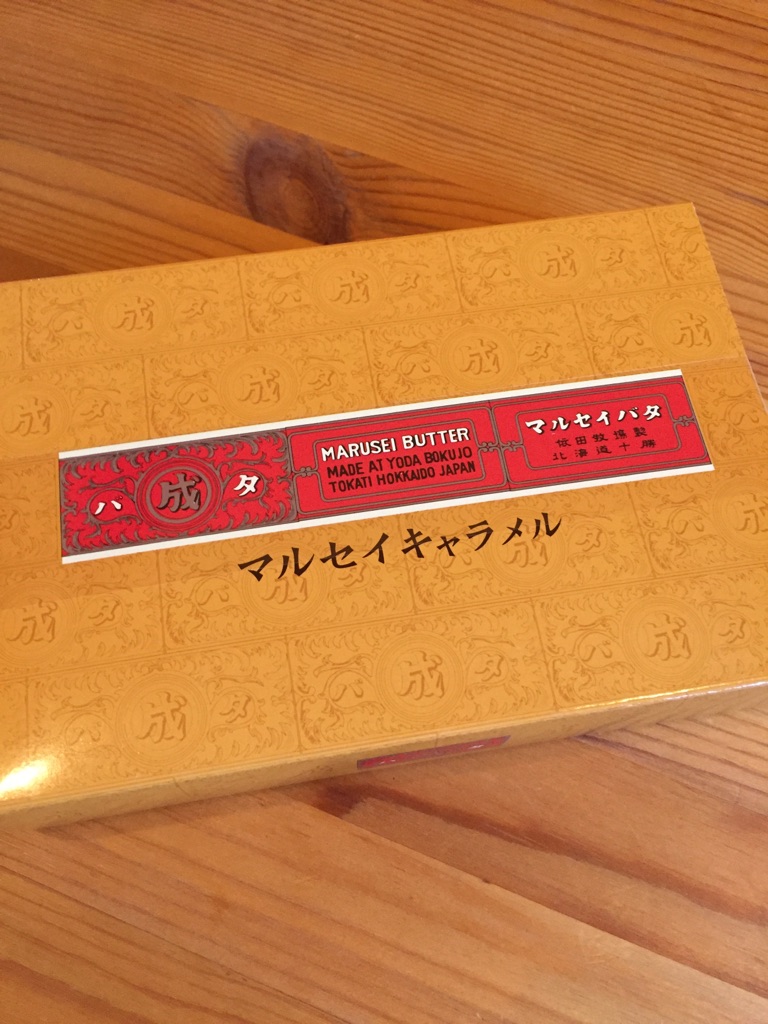 バ成タ
MARUSEI BUTTER
MADE AT YODA BOKUJO
TOKATI HOKKAIDO JAPAN
マルセイバタ
依田牧場製
北海道十勝
マルセイキャラメル